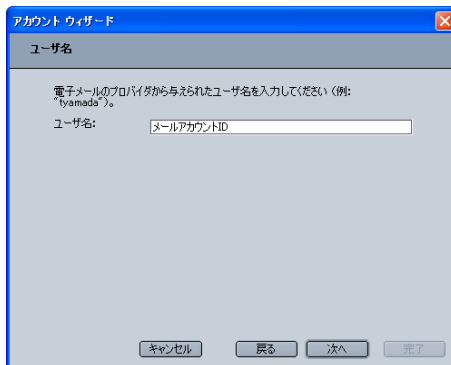 アカウント ウィザード
ユーザ名
電子メールのプロバイダから与えられたユーザ名を入力してください (例:
"tyamada")。
ユーザ名: メールアカウントID
キャンセル 戻る 次へ 完了